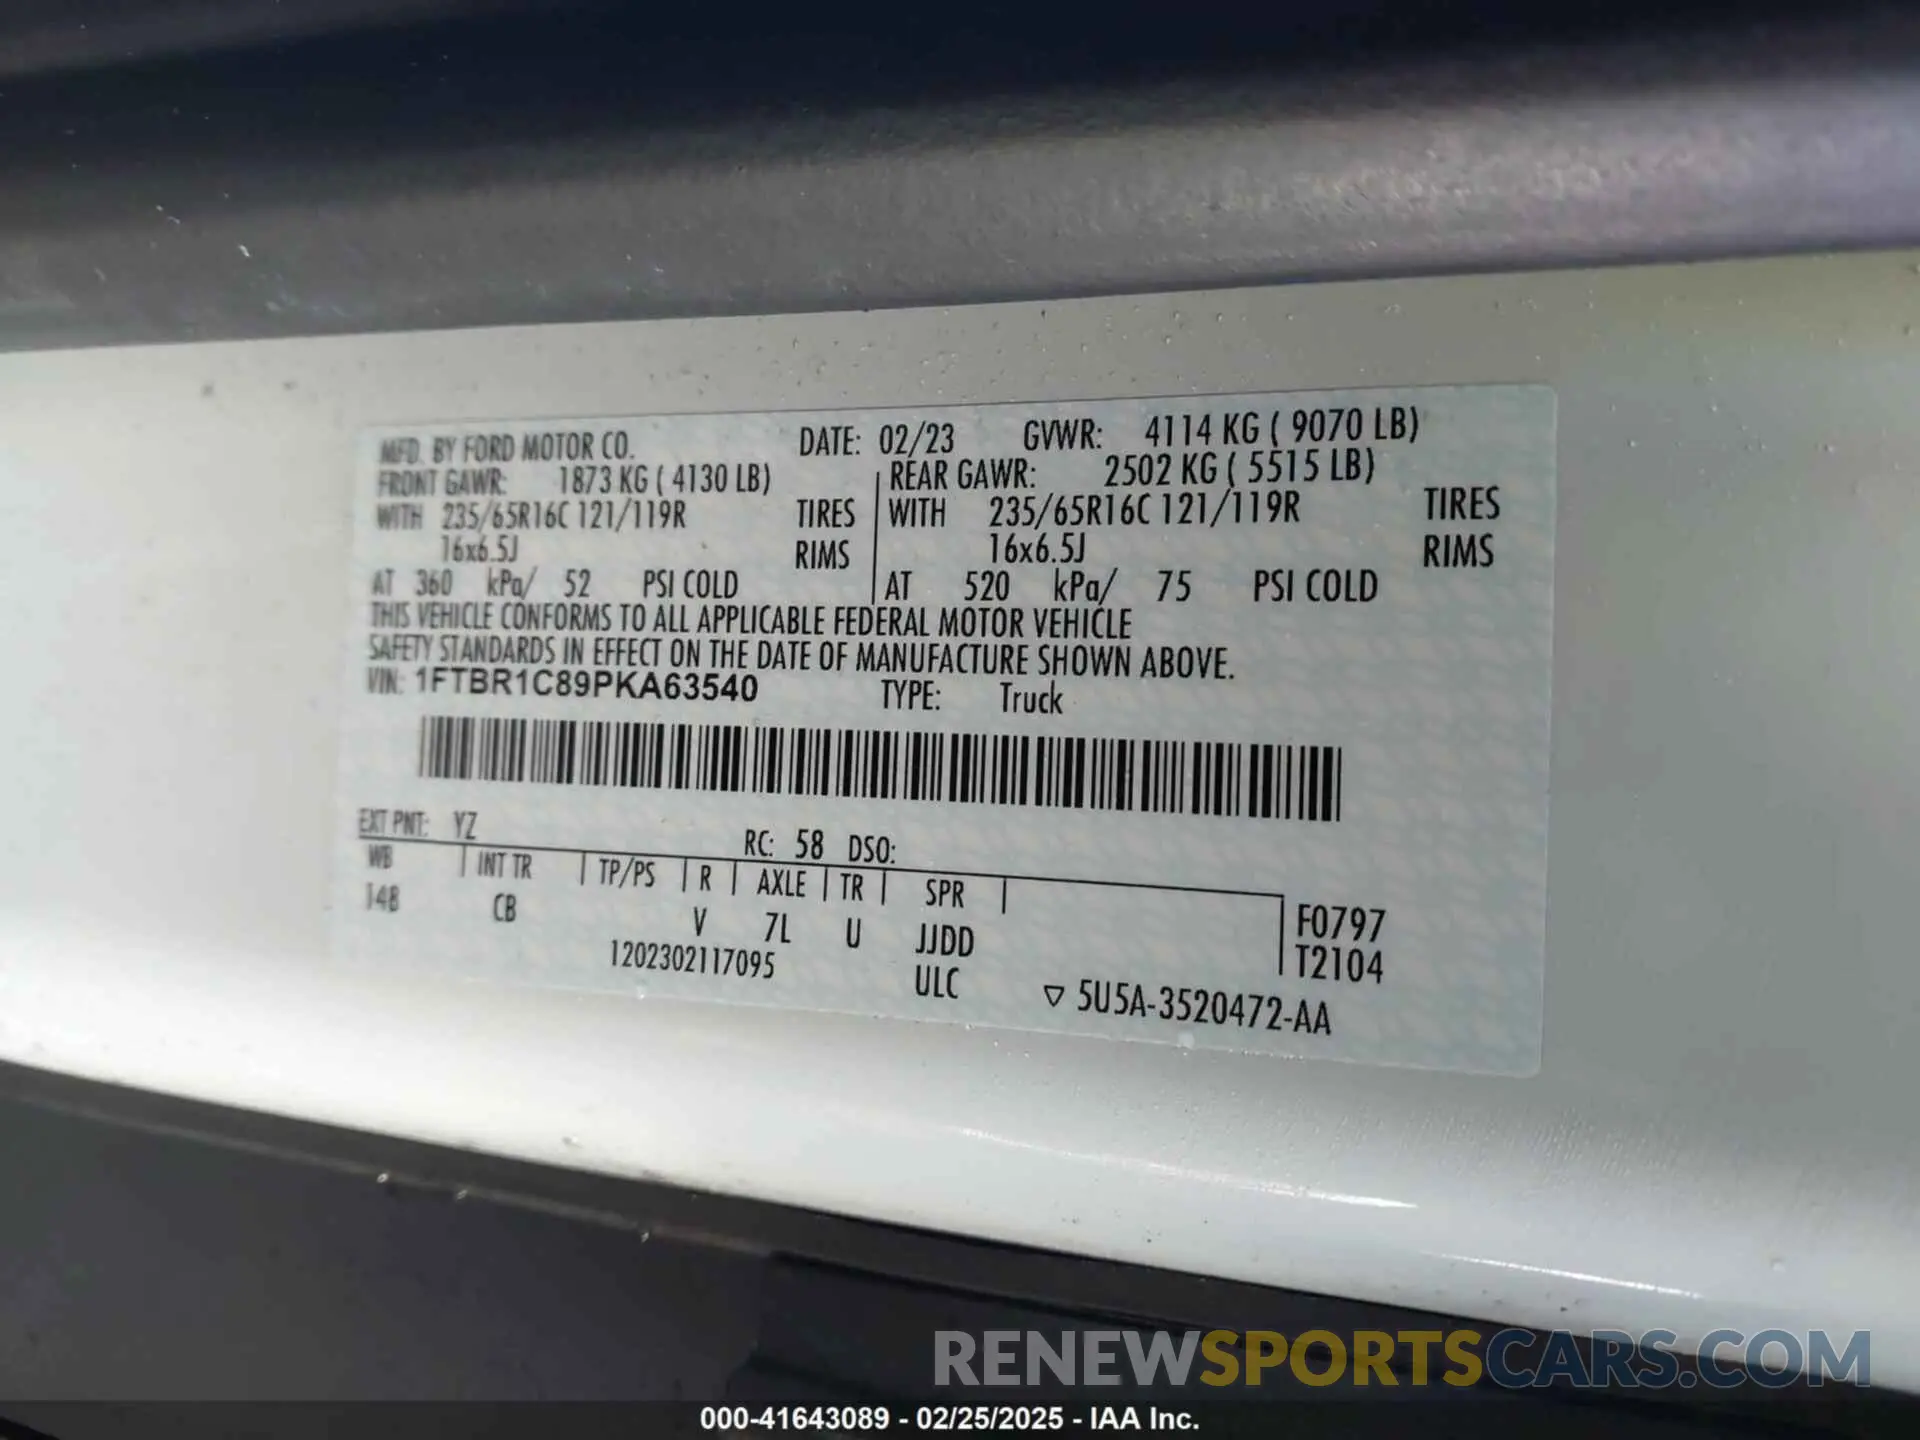 MFD. BY FORD MOTOR CO. DATE: 02/23 GVWR: 4114 KG ( 9070 LB)
FRONT GAWR: 1873 KG ( 4130 LB) REAR GAWR: 2502 KG ( 5515 LB)
WITH 235/65R16C 121/119R TIRES WITH 235/65R16C 121/119R TIRES
16x6.5J RIMS 16x6.5J RIMS
AT 360 kPa/ 52 PSI COLD AT 520 kPa/ 75 PSI COLD
THIS VEHICLE CONFORMS TO ALL APPLICABLE FEDERAL MOTOR VEHICLE
SAFETY STANDARDS IN EFFECT ON THE DATE OF MANUFACTURE SHOWN ABOVE.
VIN: 1FTBR1C89PKA63540 TYPE: Truck
EXT PNT: YZ RC: 58 DSO:
WB INT TR TP/PS R AXLE TR SPR
148 CB V 7L U JJDD F0797
1202302117095 ULC T2104
▽ 5U5A-3520472-AA
RENEWSPORTSCARS.COM
000-41643089 - 02/25/2025 - IAA Inc.